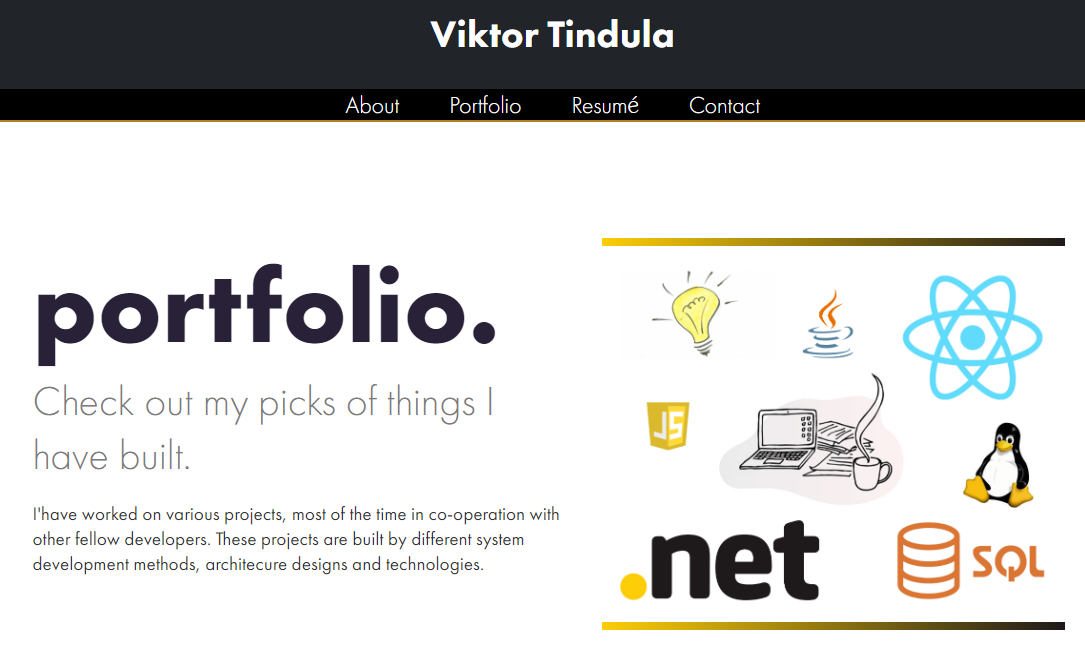 Viktor Tindula
About Portfolio Resumé Contact
portfolio.
Check out my picks of things I
have built.
I'have worked on various projects, most of the time in co-operation with
other fellow developers. These projects are built by different system
development methods, architecure designs and technologies.
JS
.net
SQL